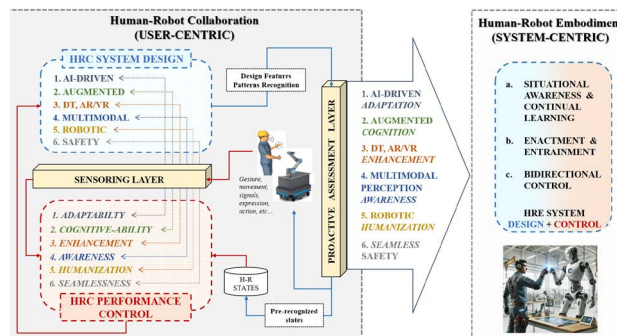 Human-Robot Collaboration
(USER-CENTRIC)
HRC SYSTEM DESIGN
1. AI-DRIVEN
2. AUGMENTED
3. DT, AR/VR
4. MULTIMODAL
5. ROBOTIC
6. SAFETY
Design Features
Patterns Recognition
SENSORING LAYER
Gesture,
movement,
signals,
expression,
action, etc...
1. ADAPTABILTY
2. COGNITIVE-ABILITY
3. ENHANCEMENT
4. AWARENESS
5. HUMANIZATION
6. SEAMLESSNESS
HRC PERFORMANCE
CONTROL
H-R
STATES
Pre-recognized
states
PROACTIVE ASSESSMENT LAYER
1. AI-DRIVEN
ADAPTATION
2. AUGMENTED
COGNITION
3. DT, AR/VR
ENHANCEMENT
4. MULTIMODAL
PERCEPTION
AWARENESS
5. ROBOTIC
HUMANIZATION
6. SEAMLESS
SAFETY
Human-Robot Embodimen
(SYSTEM-CENTRIC)
a. SITUATIONAL
AWARENESS &
CONTINUAL
LEARNING
b. ENACTMENT &
ENTRAINMENT
c. BIDIRECTIONAL
CONTROL
HRE SYSTEM
DESIGN + CONTROL